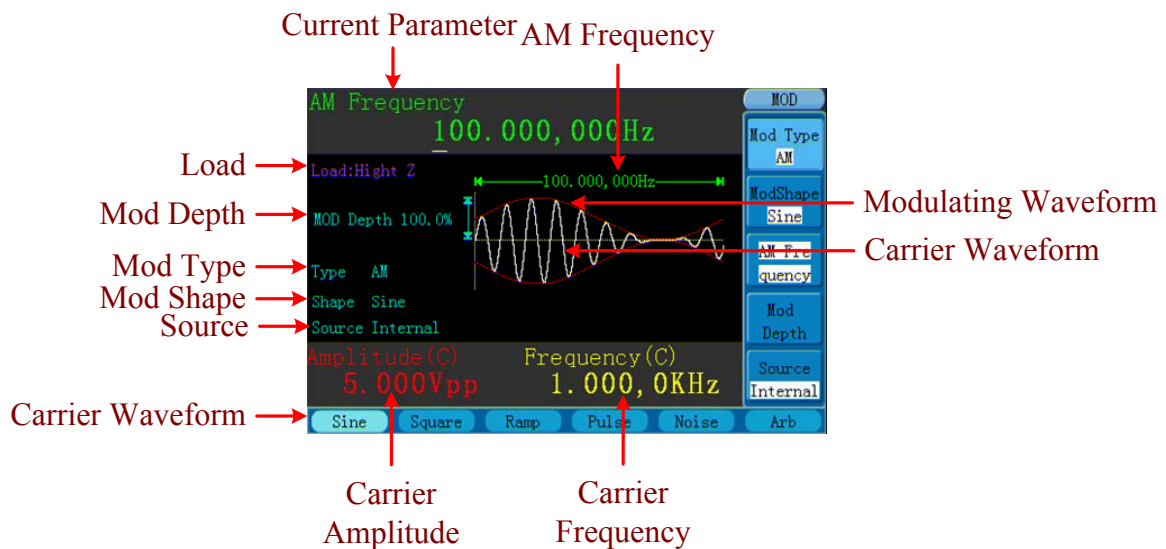 Current Parameter
AM Frequency
AM Frequency
100.000,000Hz
MOD
Mod Type
AM
ModShape
Sine
AM Fre
quency
Mod
Depth
Source
Internal
Load
Load:Hight Z
100.000,000Hz
Mod Depth
MOD Depth 100.0%
Modulating Waveform
Carrier Waveform
Mod Type
Type AM
Mod Shape
Shape Sine
Source
Source Internal
Amplitude(C)
5.000Vpp
Frequency(C)
1.000,0KHz
Carrier Waveform
Sine Square Ramp Pulse Noise Arb
Carrier
Amplitude
Carrier
Frequency